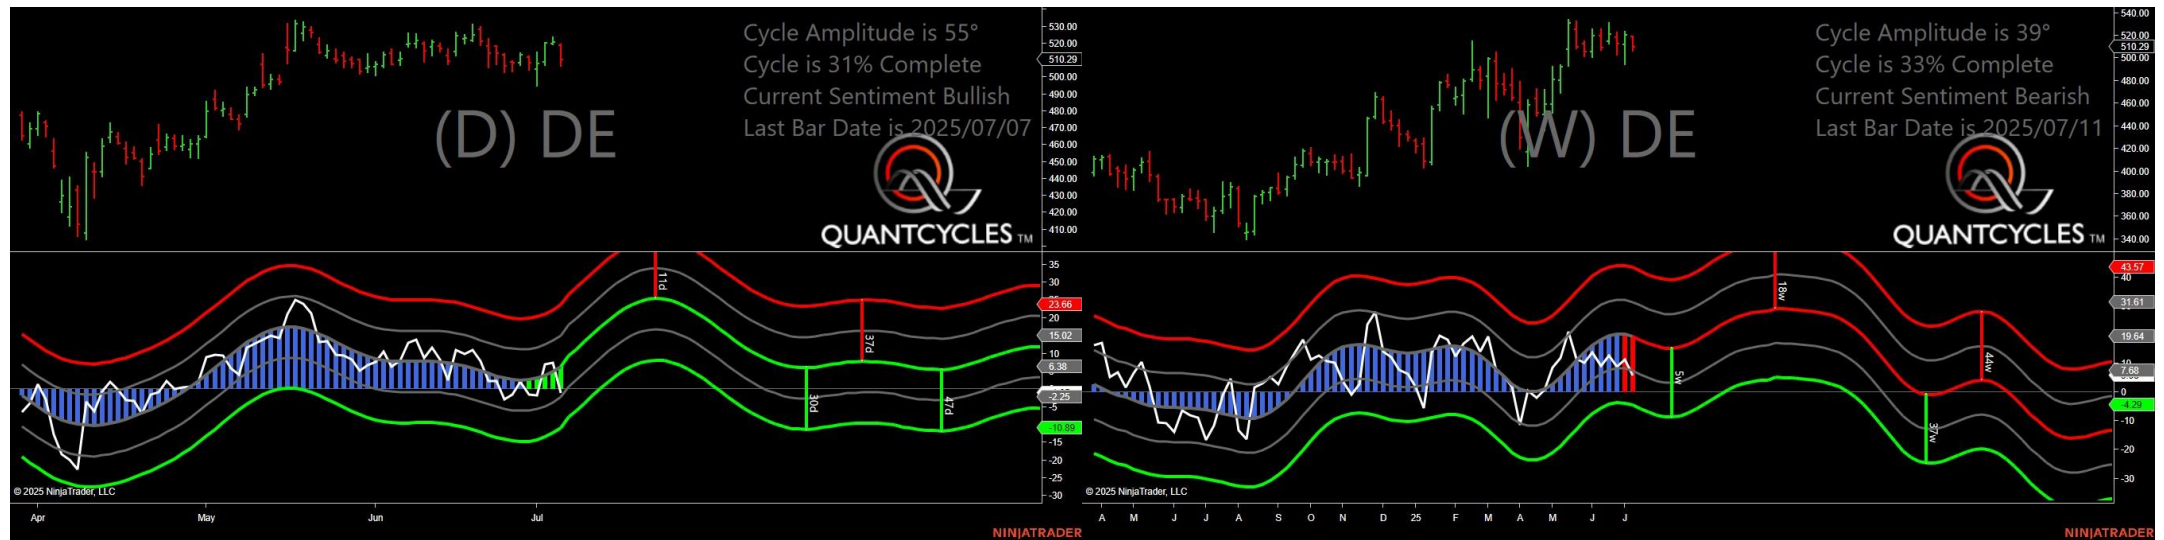 Cycle Amplitude is 55°
Cycle is 31% Complete
Current Sentiment Bullish
Last Bar Date is 2025/07/07
(D) DE
QUANTCYCLES TM
530.00
520.00
510.29
500.00
490.00
480.00
470.00
460.00
450.00
440.00
430.00
420.00
410.00
11d
37d
30d
47d
35
30
23.66
20
15.02
10
6.38
-2.25
-5
-10.89
-15
-20
-25
-30
© 2025 NinjaTrader, LLC
Apr May Jun Jul
NINJATRADER
Cycle Amplitude is 39°
Cycle is 33% Complete
Current Sentiment Bearish
Last Bar Date is 2025/07/11
(W) DE
QUANTCYCLES TM
540.00
520.00
510.29
500.00
480.00
460.00
440.00
420.00
400.00
380.00
360.00
340.00
18w
5w
44w
37w
43.57
40
31.61
19.64
10
7.68
0
-4.29
-10
-20
-30
© 2025 NinjaTrader, LLC
A M J J A S O N D 25 F M A M J J
NINJATRADER